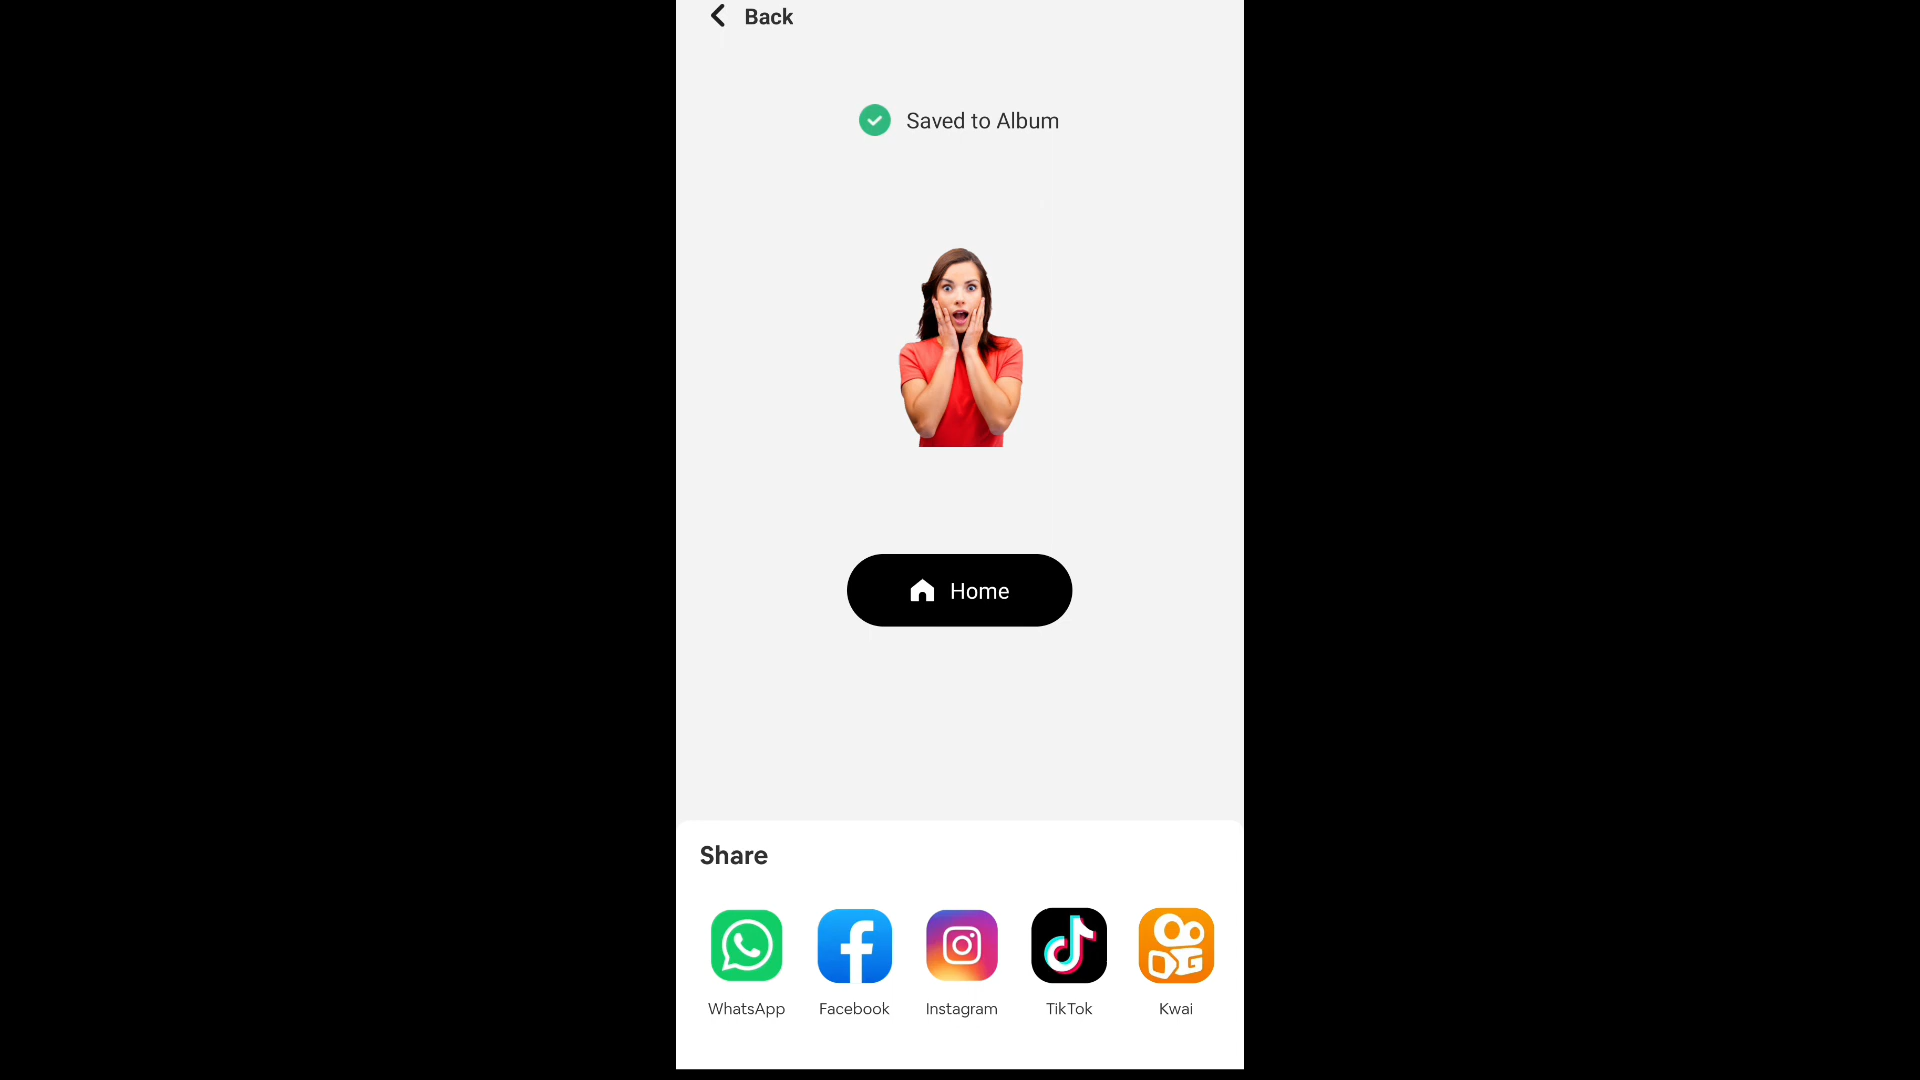 Back
Saved to Album
Home
Share
WhatsApp
Facebook
Instagram
TikTok
Kwai